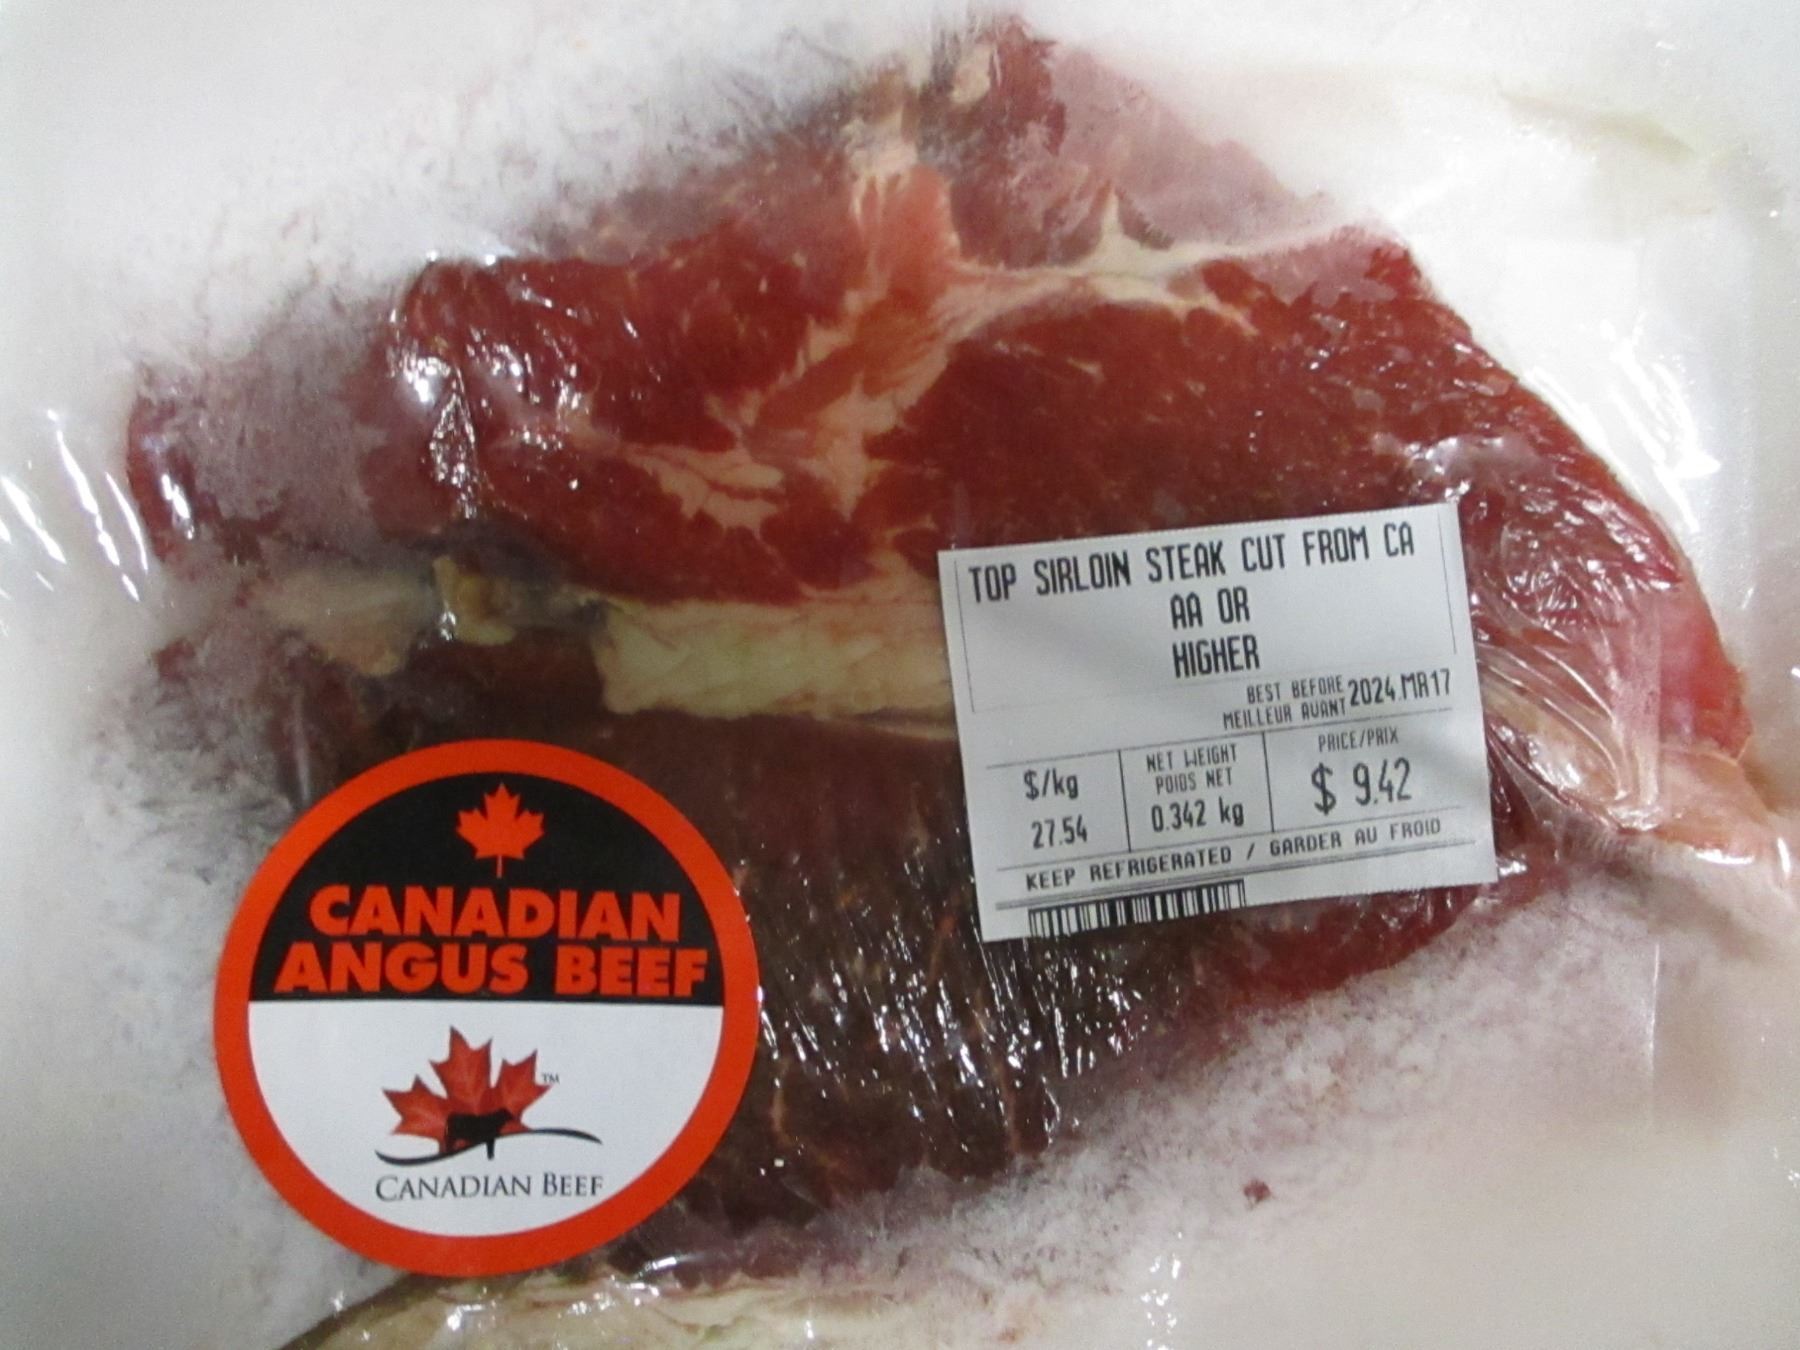 TOP SIRLOIN STEAK CUT FROM CA
AA OR
HIGHER
BEST BEFORE 2024.MR17
MEILLEUR AVANT
$/kg
27.54
NET WEIGHT
POIDS NET
0.342 kg
PRICE/PRIX
$ 9.42
KEEP REFRIGERATED / GARDER AU FROID
CANADIAN
ANGUS BEEF
TM
CANADIAN BEEF